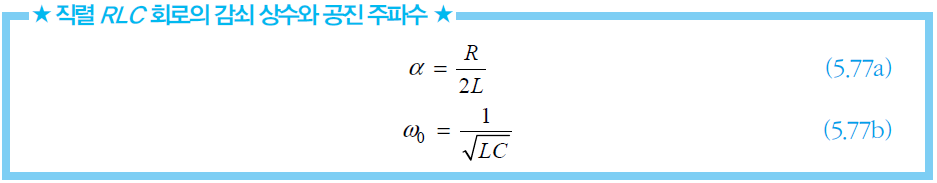 ★ 직렬 RLC 회로의 감쇠 상수와 공진 주파수 ★
α = R / 2L (5.77a)
ω₀ = 1 / √LC (5.77b)